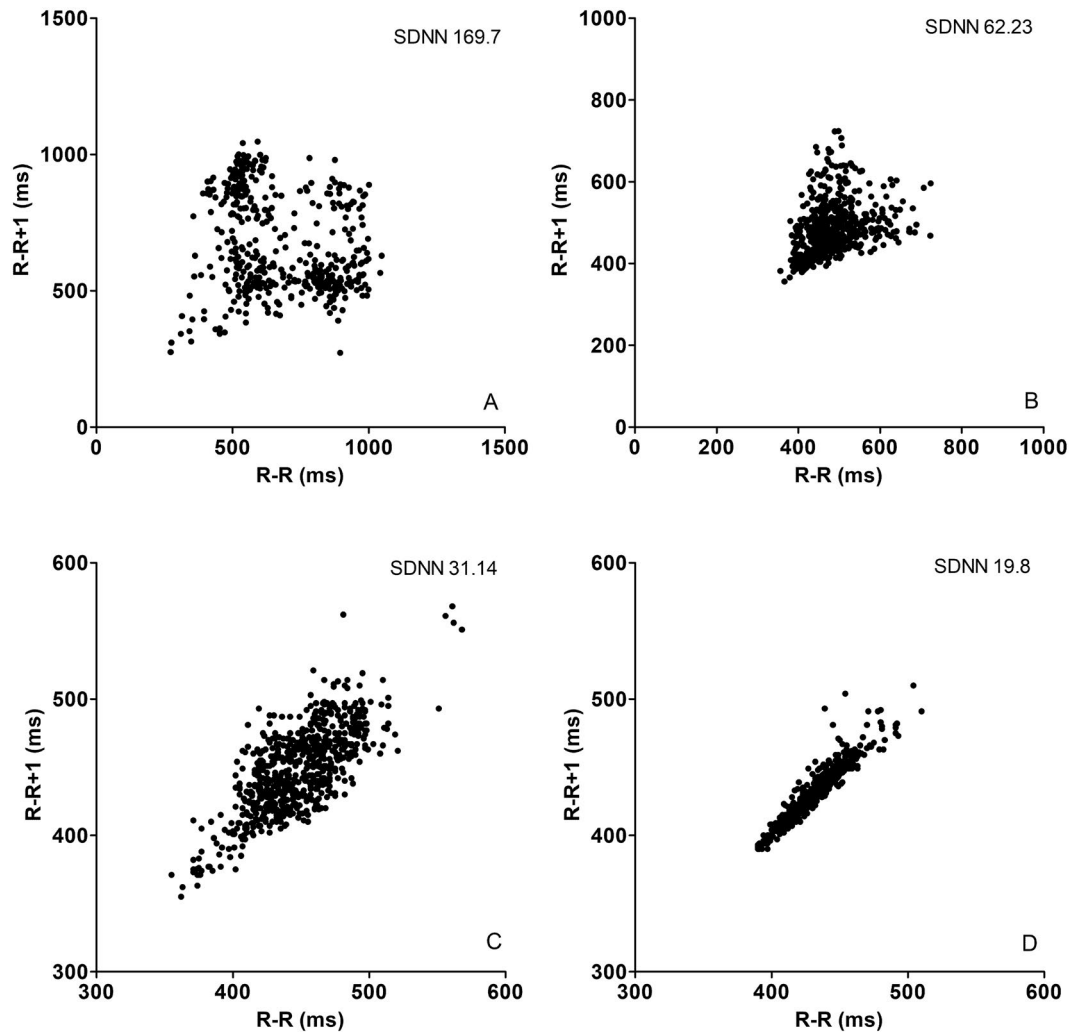 SDNN 169.7
1500
1000
500
0
0 500 1000 1500
R-R+1 (ms)
R-R (ms)
A
SDNN 62.23
1000
800
600
400
200
0
0 200 400 600 800 1000
R-R+1 (ms)
R-R (ms)
B
SDNN 31.14
600
500
400
300
300 400 500 600
R-R+1 (ms)
R-R (ms)
C
SDNN 19.8
600
500
400
300
300 400 500 600
R-R+1 (ms)
R-R (ms)
D